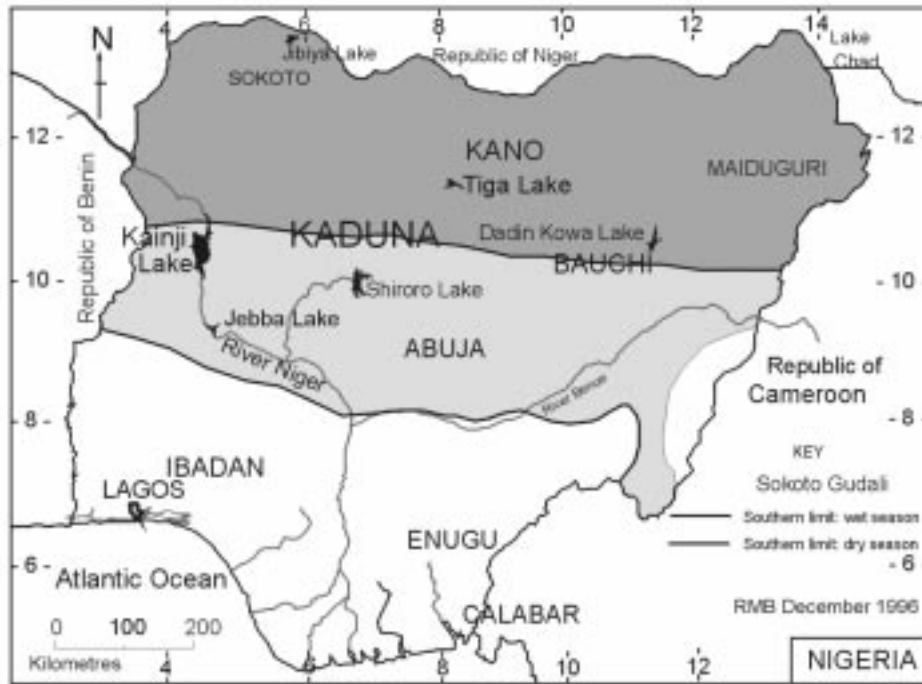 4
6
8
10
12
14
N
Jibiya Lake
Republic of Niger
Lake
Chad
SOKOTO
12 -
- 12
KANO
MAIDUGURI
Tiga Lake
Republic of Benin
KADUNA
Dadin Kowa Lake
Kainji
Lake
BAUCHI
10 -
- 10
Shiroro Lake
Jebba Lake
ABUJA
River Niger
River Benue
Republic of
Cameroon
8 -
- 8
IBADAN
KEY
LAGOS
Sokoto Gudali
Southern limit: wet season
ENUGU
Southern limit: dry season
6 -
- 6
Atlantic Ocean
CALABAR
RMB December 1996
0 100 200
Kilometres
4
6
8
10
12
NIGERIA